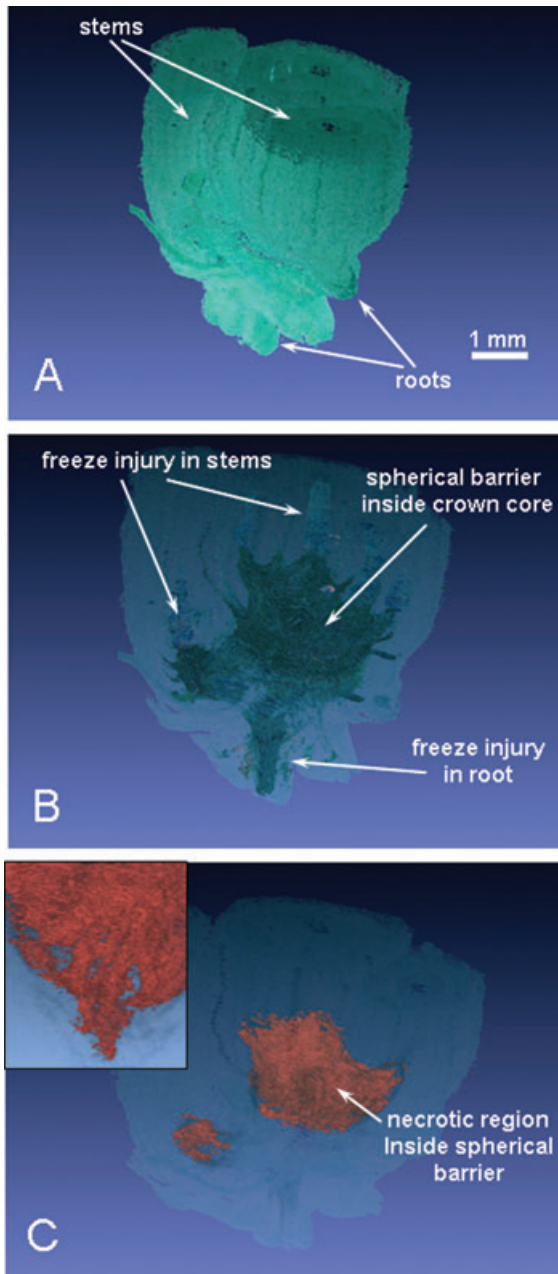 stems
A
1 mm
roots
freeze injury in stems
spherical barrier
inside crown core
freeze injury
in root
B
necrotic region
Inside spherical
barrier
C